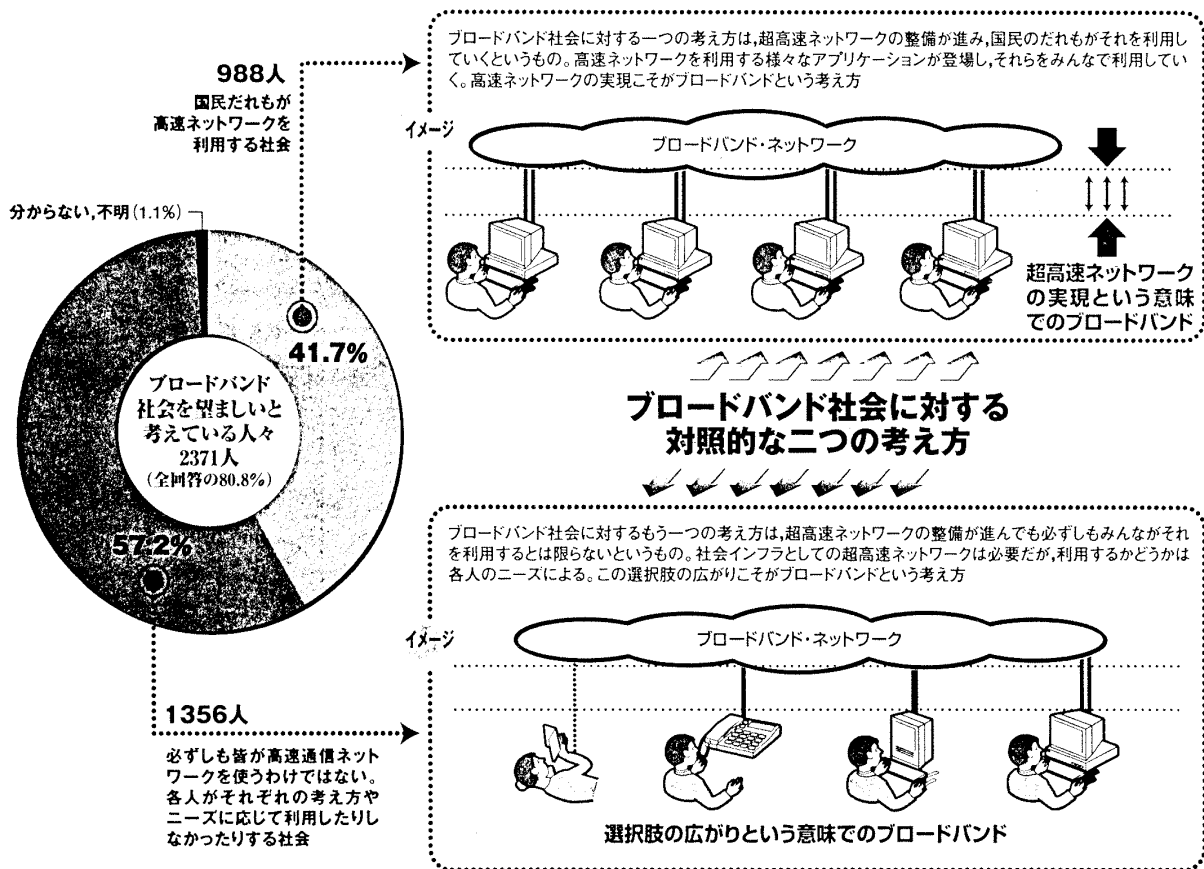 988人
国民だれもが
高速ネットワークを
利用する社会
分からない,不明(1.1%)
41.7%
ブロードバンド
社会を望ましいと
考えている人々
2371人
(全回答の80.8%)
57.2%
1356人
必ずしも皆が高速通信ネット
ワークを使うわけではない。
各人がそれぞれの考え方や
ニーズに応じて利用したりし
なかったりする社会
ブロードバンド社会に対する一つの考え方は,超高速ネットワークの整備が進み,国民のだれもがそれを利用し
ていくというもの。高速ネットワークを利用する様々なアプリケーションが登場し,それらをみんなで利用してい
く。高速ネットワークの実現こそがブロードバンドという考え方
イメージ
ブロードバンド・ネットワーク
超高速ネットワーク
の実現という意味
でのブロードバンド
ブロードバンド社会に対する
対照的な二つの考え方
ブロードバンド社会に対するもう一つの考え方は,超高速ネットワークの整備が進んでも必ずしもみんながそれ
を利用するとは限らないというもの。社会インフラとしての超高速ネットワークは必要だが,利用するかどうかは
各人のニーズによる。この選択肢の広がりこそがブロードバンドという考え方
イメージ
ブロードバンド・ネットワーク
選択肢の広がりという意味でのブロードバンド